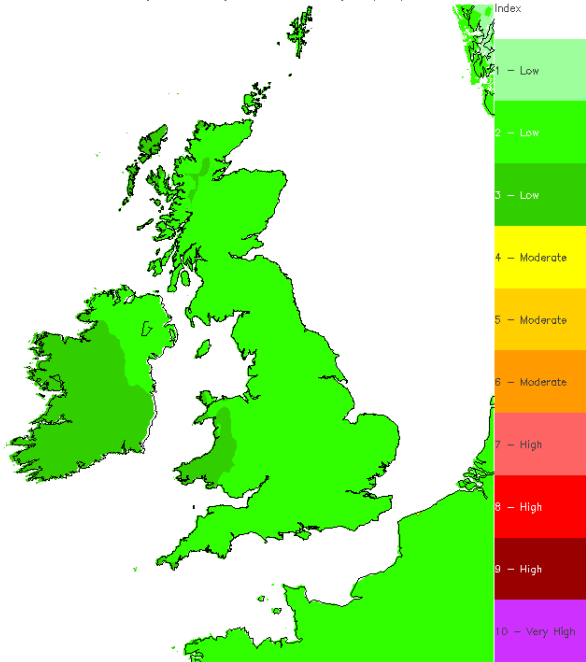 Index
1 - Low
2 - Low
3 - Low
4 - Moderate
5 - Moderate
6 - Moderate
7 - High
8 - High
9 - High
10 - Very High